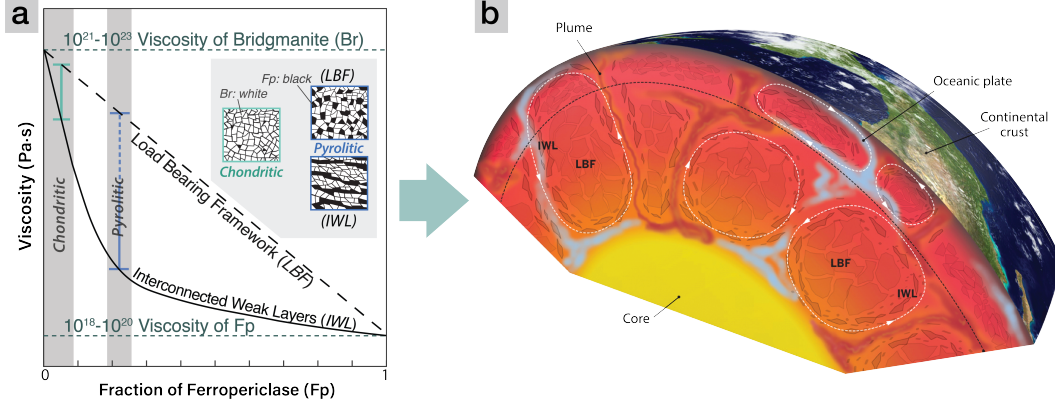 a
10²¹-10²³ Viscosity of Bridgmanite (Br)
(LBF)
Fp: black
Br: white
Pyrolitic
Chondritic
(IWL)
Load Bearing Framework (LBF)
Chondritic
Pyrolitic
Interconnected Weak Layers (IWL)
10¹⁸-10²⁰ Viscosity of Fp
Viscosity (Pa·s)
0
1
Fraction of Ferropericlase (Fp)
b
Plume
Oceanic plate
Continental
crust
IWL
LBF
LBF
IWL
Core